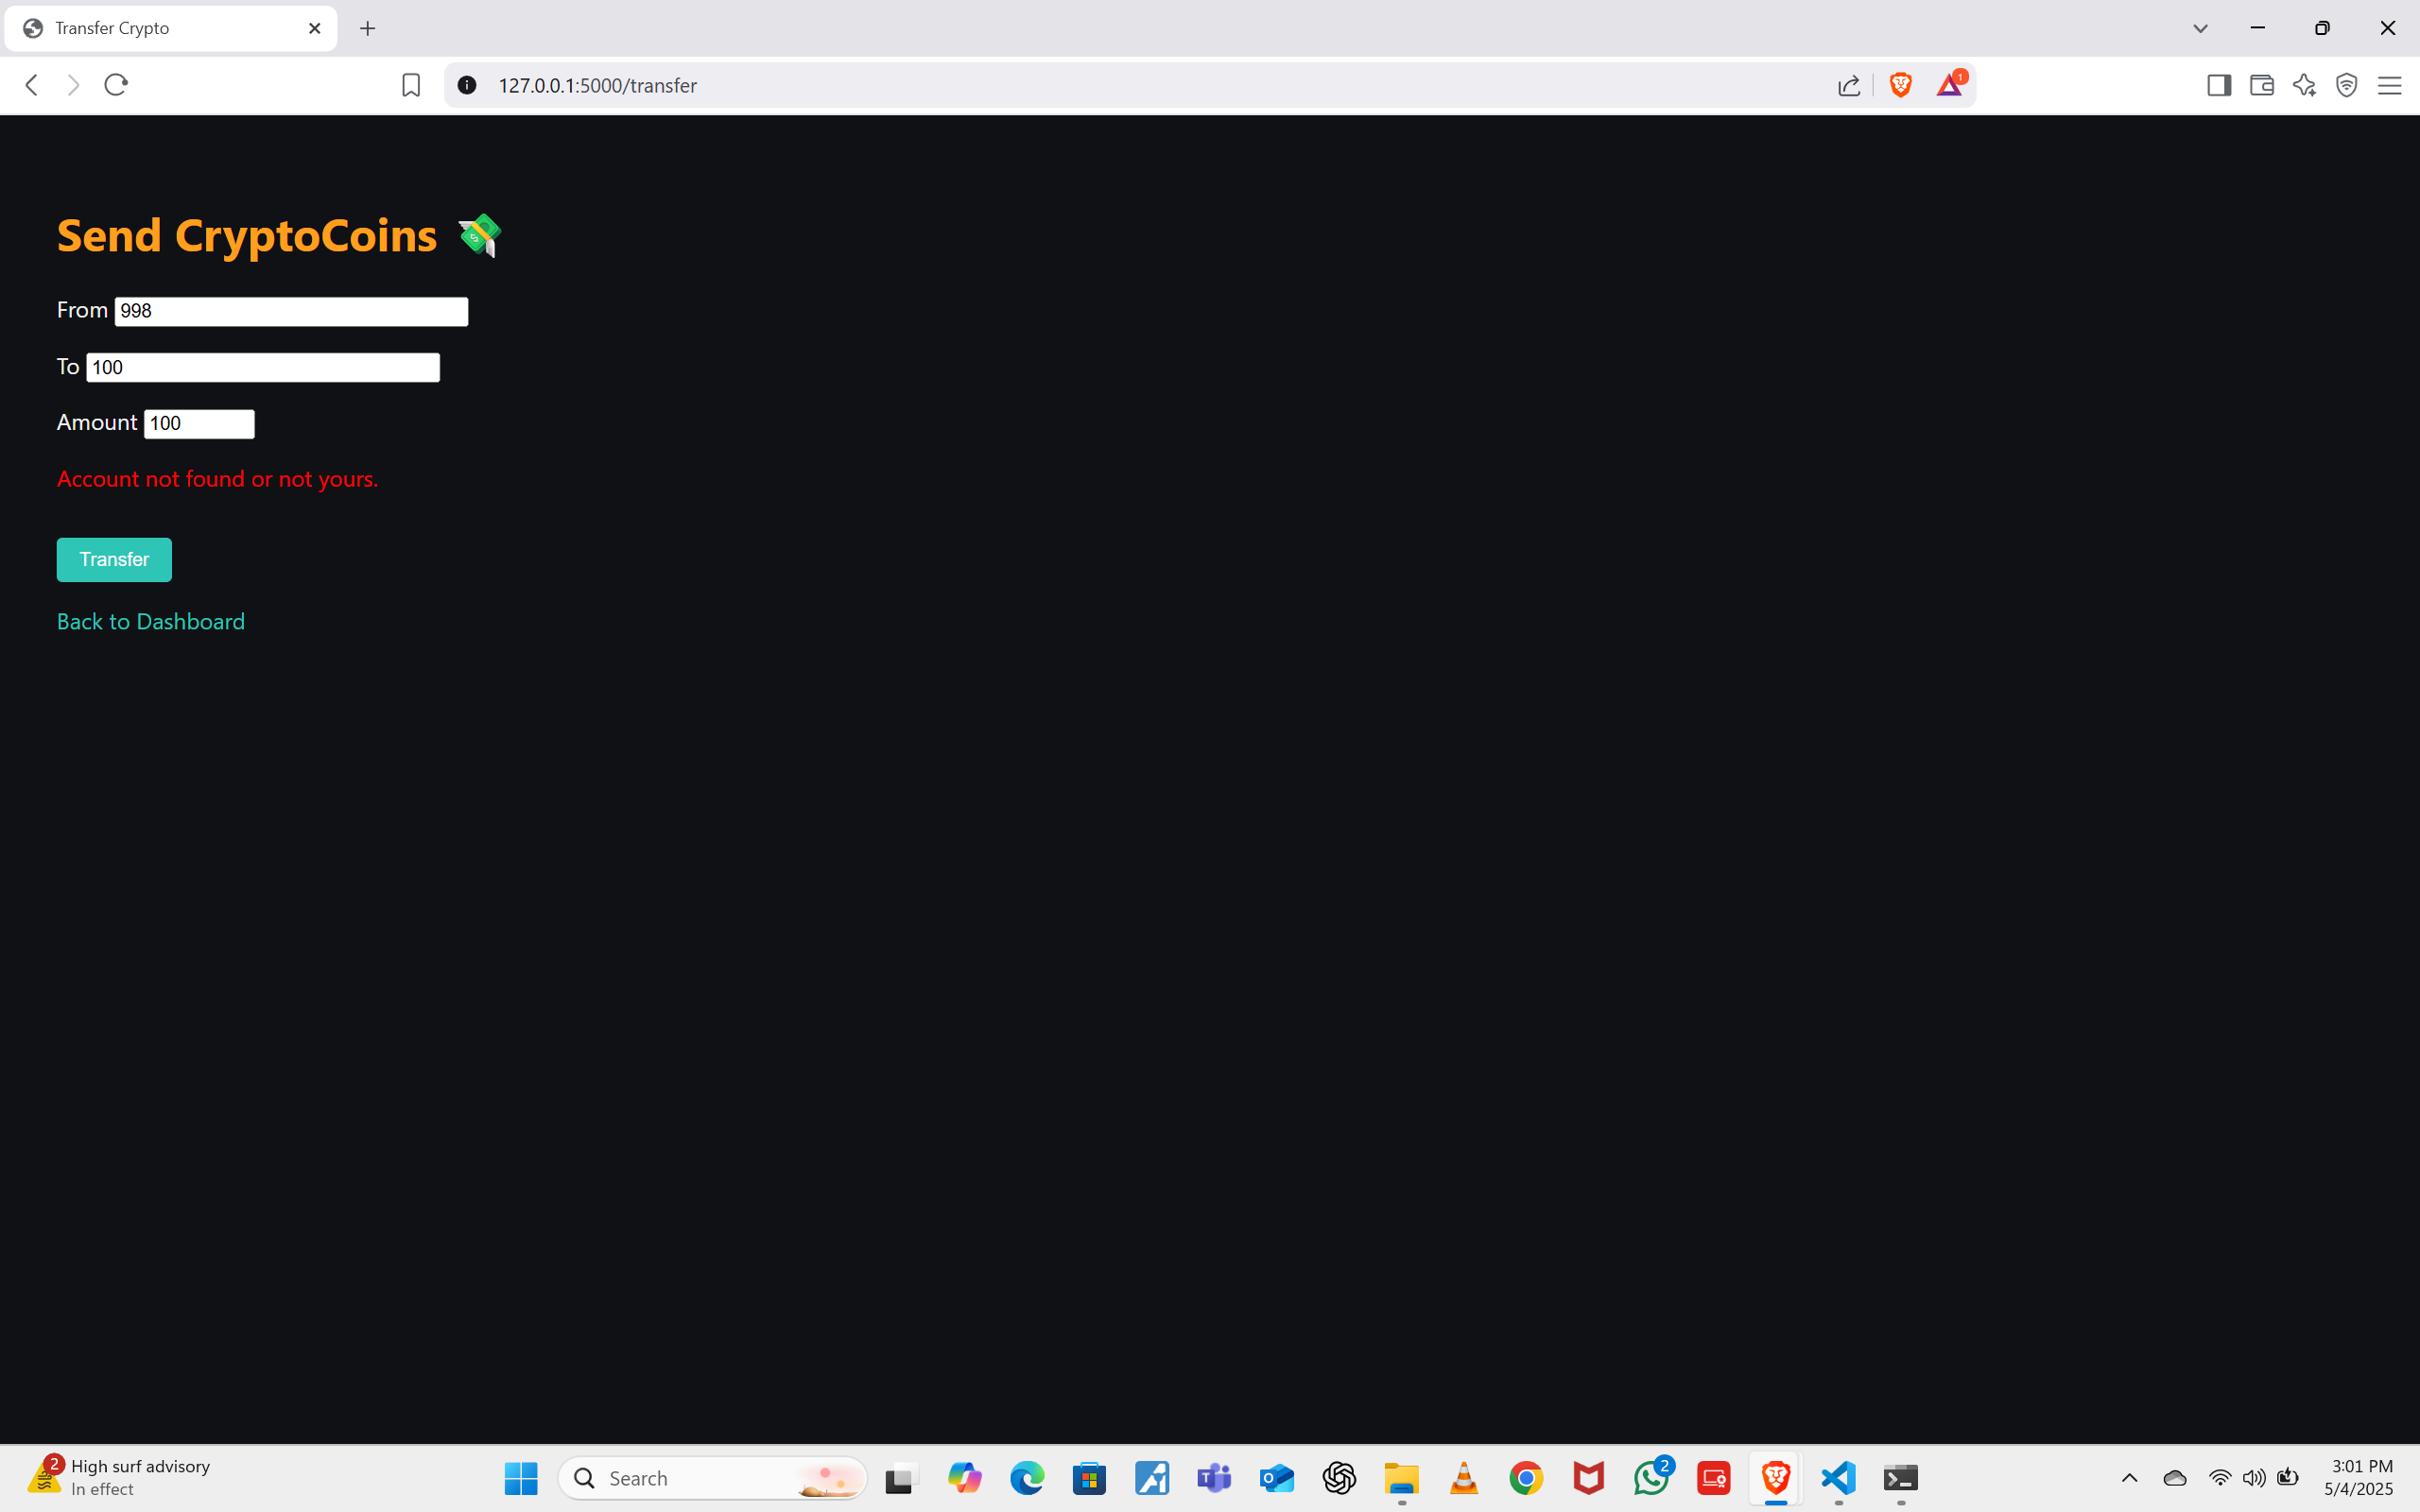 Transfer Crypto
127.0.0.1:5000/transfer
1
Send CryptoCoins
From 998
To 100
Amount 100
Account not found or not yours.
Transfer
Back to Dashboard
2
High surf advisory
In effect
Search
2
3:01 PM
5/4/2025